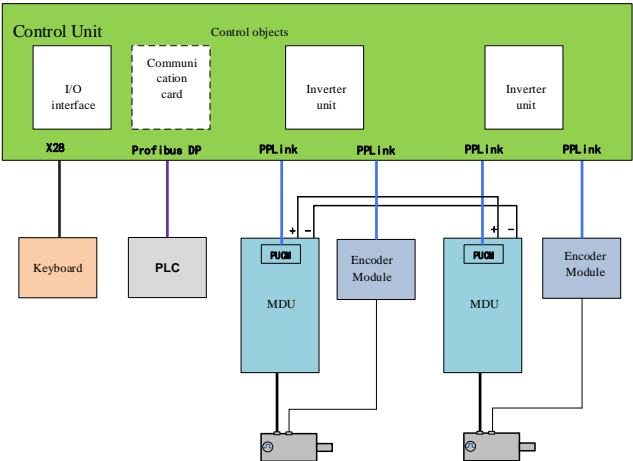 Control Unit
Control objects
I/O
interface
Communi
cation
card
Inverter
unit
Inverter
unit
X28
Profibus DP
PPLink
PPLink
PPLink
PPLink
+ −
+ −
Keyboard
PLC
PUCM
MDU
Encoder
Module
PUCM
MDU
Encoder
Module